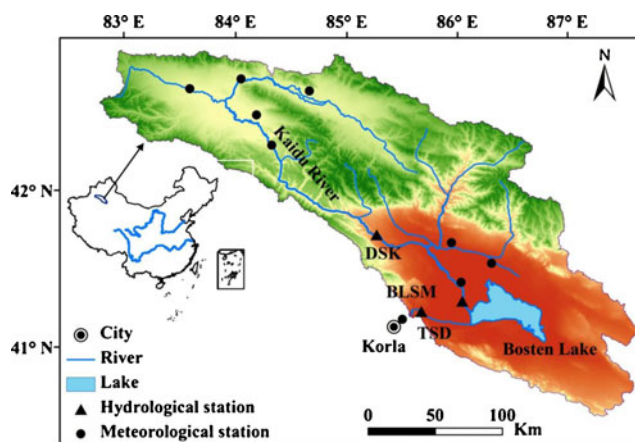 83° E 84° E 85° E 86° E 87° E
N
Kaidu River
42° N
DSK
BLSM
TSD
Korla
Bosten Lake
41° N
City
River
Lake
Hydrological station
Meteorological station
0 50 100
Km